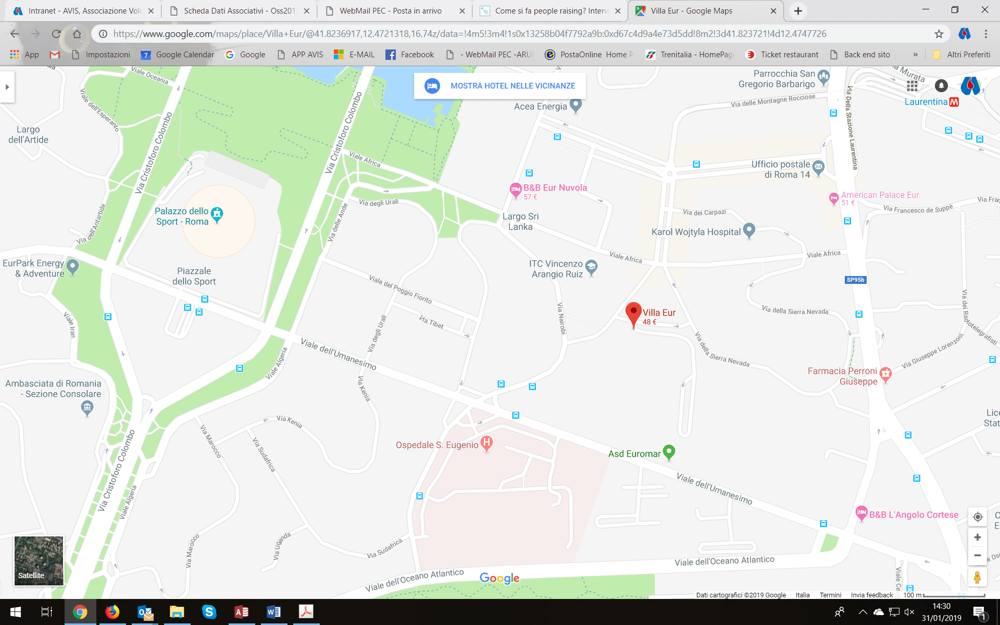 Intranet - AVIS, Associazione Volo
Scheda Dati Associativi - Oss2013
WebMail PEC - Posta in arrivo
Come si fa people raising? Intervi
Villa Eur - Google Maps
https://www.google.com/maps/place/Villa+Eur/@41.8236917,12.4721318,16.74z/data=!4m5!3m4!1s0x13258b04f7792a9b:0xd67c4d9a4e73d5dd!8m2!3d41.823721!4d12.4747726
App
Impostazioni
Google Calendar
Google
APP AVIS
E-MAIL
Facebook
- WebMail PEC -ARUB
PostaOnline Home P
Trenitalia - HomePage
Ticket restaurant
Back end sito
»
Altri Preferiti
MOSTRA HOTEL NELLE VICINANZE
Viale Oceania
Viale dell'Esperanto
Largo
dell'Artide
Via Cristoforo Colombo
Via Cristoforo Colombo
Acea Energia
Parrocchia San
Gregorio Barbarigo
Via delle Montagne Rocciose
Via Della Stazione Laurentina
Laurentina M
Viale Africa
Via degli Urali
Via delle Ande
B&B Eur Nuvola
57 €
Largo Sri
Lanka
Ufficio postale
di Roma 14
American Palace Eur
51 €
Via Fran
Via Francesco de Suppè
Via dei Carpazi
Karol Wojtyla Hospital
Palazzo dello
Sport - Roma
Via dell'Antartide
EurPark Energy
& Adventure
Piazzale
dello Sport
ITC Vincenzo
Arangio Ruiz
Viale Africa
Viale Africa
SP95b
Viale del Poggio Fiorito
Via Tibet
Via degli Urali
Via Nairobi
Villa Eur
48 €
Via della Sierra Nevada
Via della Sierra Nevada
Via dei Radiotelegrafisti
Via Giuseppe Lorenzoni
Viale Iran
Viale dell'Umanesimo
Viale Algeria
Via Kenia
Via Kenia
Farmacia Perroni
Giuseppe
Ambasciata di Romania
- Sezione Consolare
Via Marocco
Via Sudafrica
Ospedale S. Eugenio
H
Asd Euromar
Lice
Stat
Viale dell'Umanesimo
Via Cristoforo Colombo
Viale Algeria
B&B L'Angolo Cortese
Via Marocco
Via Uganda
Via Sudafrica
Viale dell'Oceano Atlantico
Viale dell'Oceano Atlantico
Satellite
Google
+
−
Dati cartografici ©2019 Google
Italia
Termini
Invia feedback
100 m
14:30
31/01/2019
1